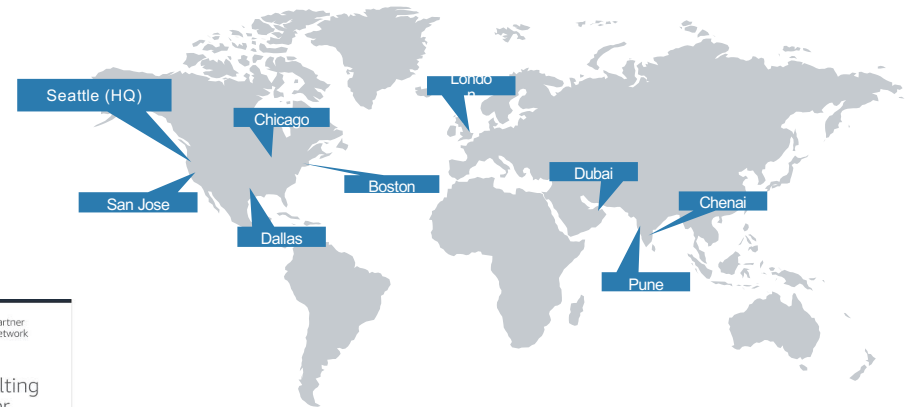 Londo
n
Seattle (HQ)
Chicago
Dubai
Boston
Chenai
San Jose
Dallas
Pune
artner
etwork
lting